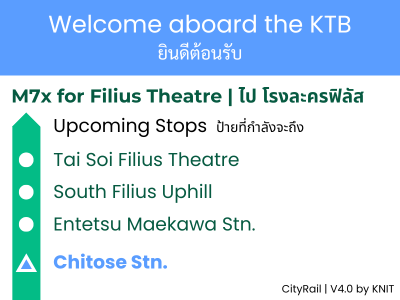 Welcome aboard the KTB
ยินดีต้อนรับ
M7x for Filius Theatre | ไป โรงละครฟิลัส
Upcoming Stops ป้ายที่กำลังจะถึง
Tai Soi Filius Theatre
South Filius Uphill
Entetsu Maekawa Stn.
Chitose Stn.
CityRail | V4.0 by KNIT